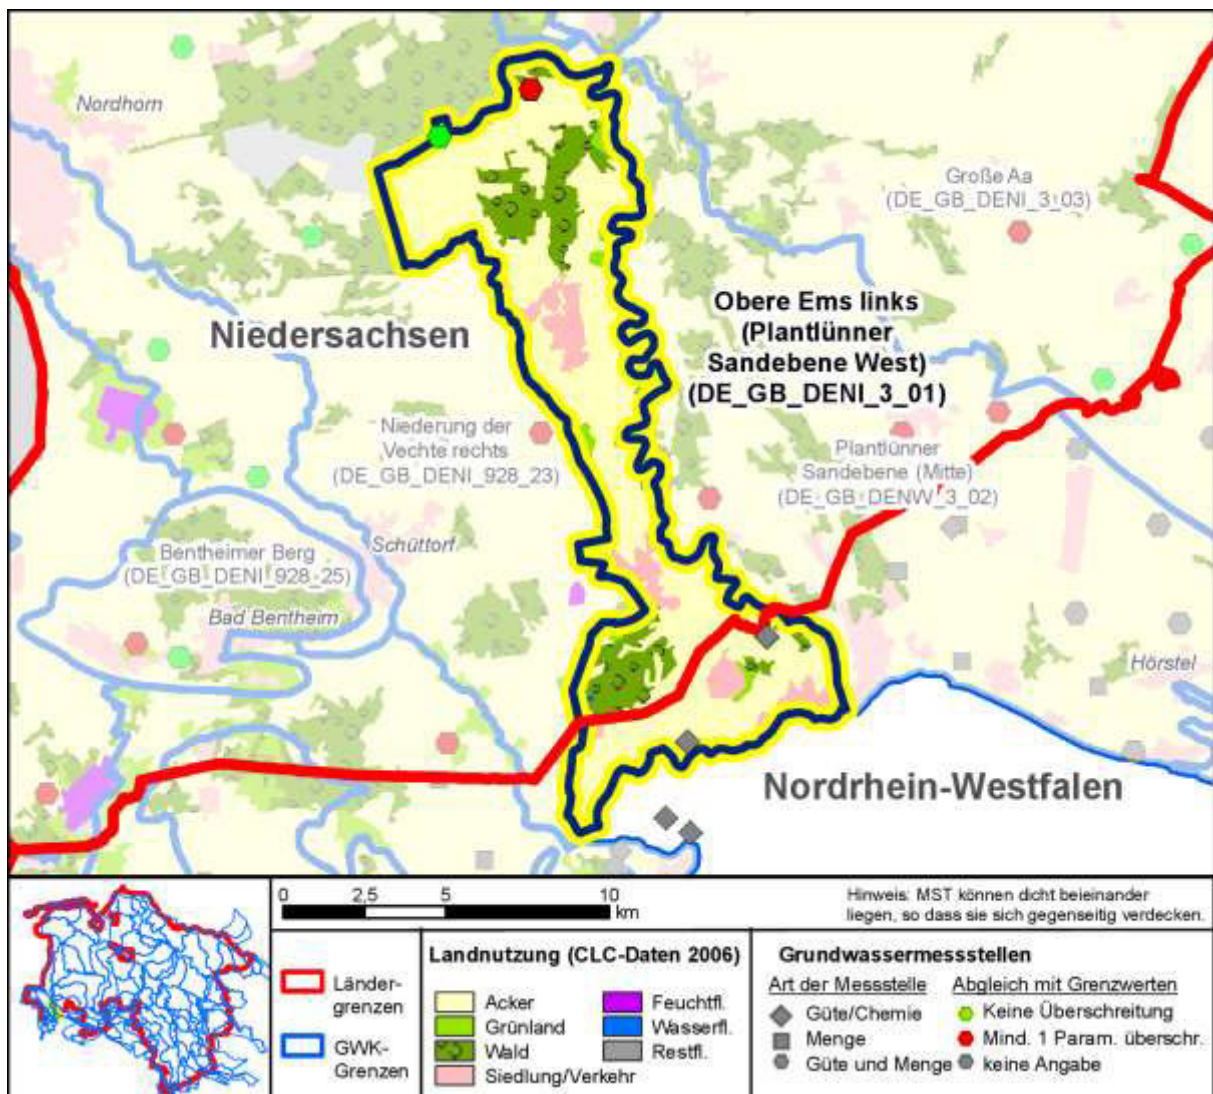 Nordhorn
Große Aa
(DE_GB_DENI_3_03)
Obere Ems links
(Plantlünner
Sandebene West)
(DE_GB_DENI_3_01)
Niedersachsen
Niederung der
Vechte rechts
(DE_GB_DENI_928_23)
Plantlünner
Sandebene (Mitte)
(DE_GB_DENW_3_02)
Schüttorf
Bentheimer Berg
(DE_GB_DENI_928_25)
Bad Bentheim
Hörstel
Nordrhein-Westfalen
0 2,5 5 10
km
Hinweis: MST können dicht beieinander
liegen, so dass sie sich gegenseitig verdecken.
Länder-
grenzen
GWK-
Grenzen
Landnutzung (CLC-Daten 2006)
Acker
Grünland
Wald
Siedlung/Verkehr
Feuchtfl.
Wasserfl.
Restfl.
Grundwassermessstellen
Art der Messstelle
Güte/Chemie
Menge
Güte und Menge
Abgleich mit Grenzwerten
Keine Überschreitung
Mind. 1 Param. überschr.
keine Angabe